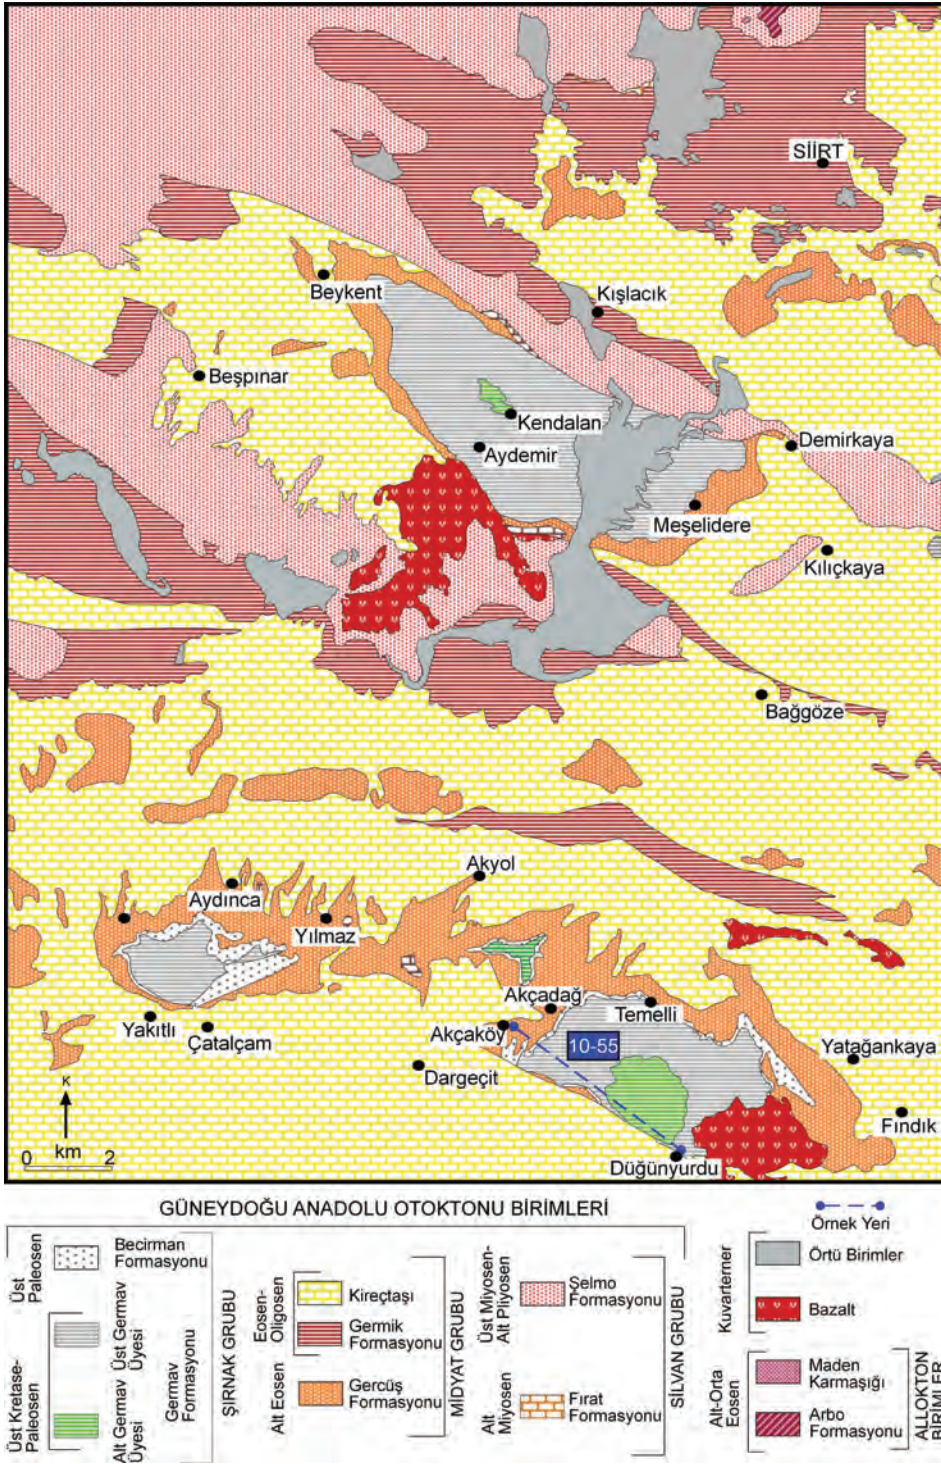 SİİRT
Beykent
Kışlacık
Beşpınar
Kendalan
Aydemir
Demirkaya
Meşelidere
Kılıçkaya
Bağgöze
Akyol
Aydınca
Yılmaz
Akçadağ
Temelli
Yakıtlı
Çatalçam
Akçaköy
10-55
Yatağankaya
Dargeçit
Fındık
Düğünyurdu
K
km
0 2
GÜNEYDOĞU ANADOLU OTOKTONU BİRİMLERİ
Örnek Yeri
Üst
Paleosen
Becirman
Formasyonu
Üst Kretase-
Paleosen
Üst Germav
Üyesi
Alt Germav
Üyesi
Germav
Formasyonu
ŞIRNAK GRUBU
Eosen-
Oligosen
Kireçtaşı
Germik
Formasyonu
Alt Eosen
Gercüş
Formasyonu
MİDYAT GRUBU
Üst Miyosen-
Alt Pliyosen
Şelmo
Formasyonu
Alt
Miyosen
Fırat
Formasyonu
SİLVAN GRUBU
Kuvarterner
Örtü Birimler
Bazalt
Alt-Orta
Eosen
Maden
Karmaşığı
Arbo
Formasyonu
ALLOKTON
BİRİMLER